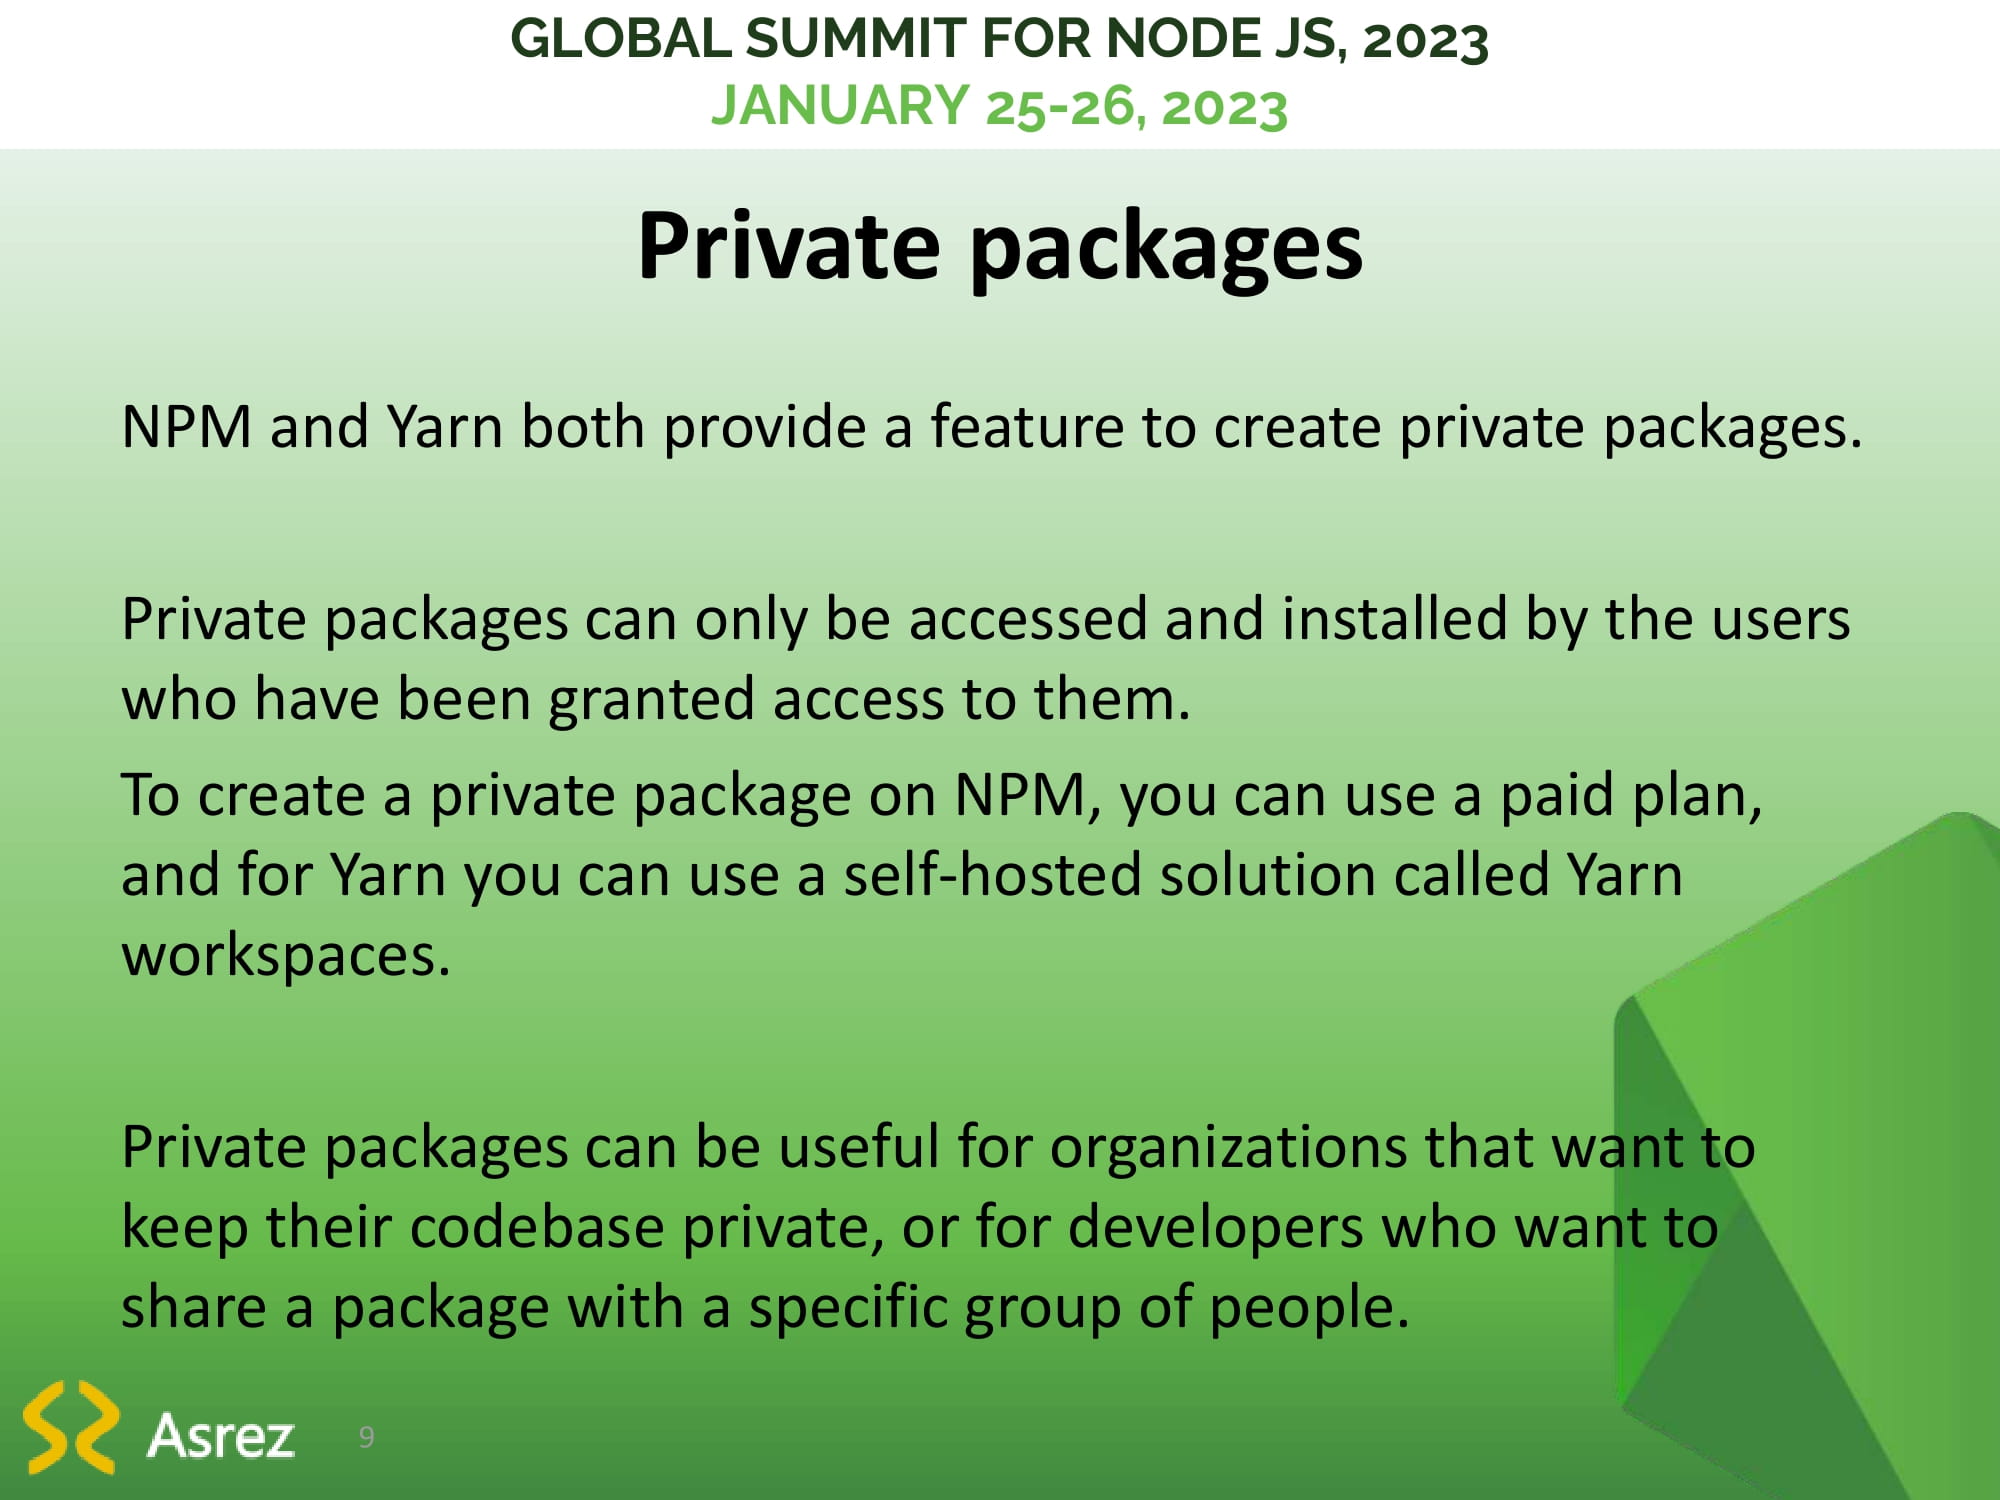 GLOBAL SUMMIT FOR NODE JS, 2023
JANUARY 25-26, 2023
Private packages
NPM and Yarn both provide a feature to create private packages.
Private packages can only be accessed and installed by the users
who have been granted access to them.
To create a private package on NPM, you can use a paid plan,
and for Yarn you can use a self-hosted solution called Yarn
workspaces.
Private packages can be useful for organizations that want to
keep their codebase private, or for developers who want to
share a package with a specific group of people.
Asrez
9